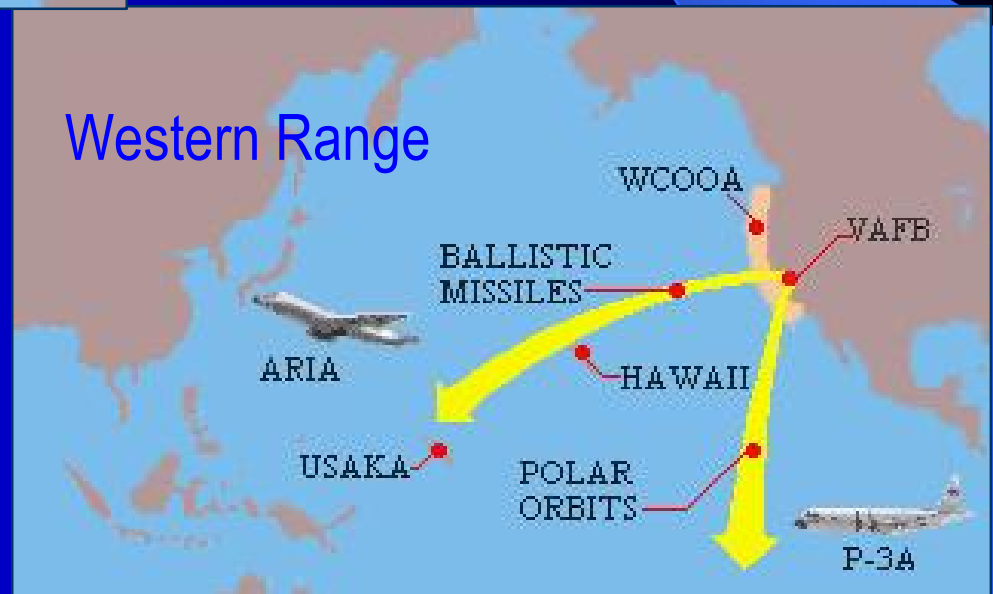 Western Range
WCOOA
VAFB
BALLISTIC
MISSILES
ARIA
HAWAII
USAKA
POLAR
ORBITS
P-3A